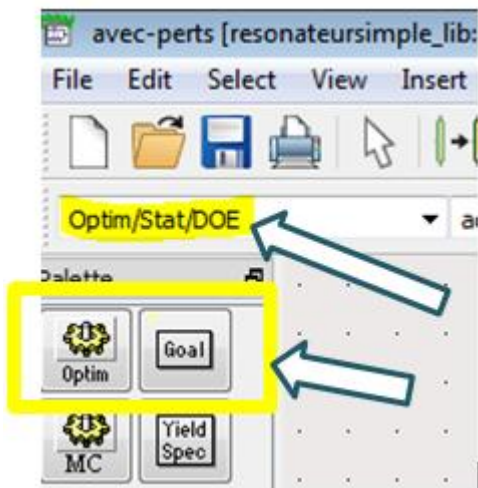 avec-perts [resonateursimple_lib:
File Edit Select View Insert
Optim/Stat/DOE
Palette
Optim
Goal
MC
Yield
Spec